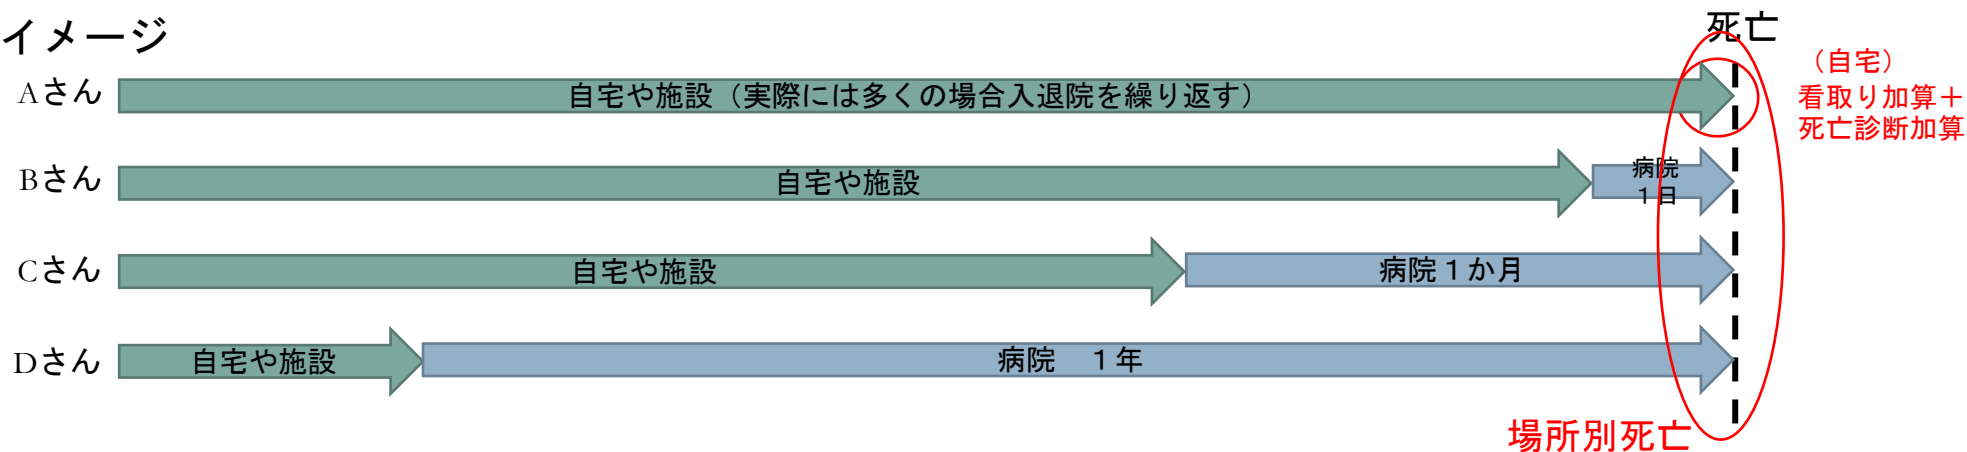 イメージ
死亡
(自宅)
看取り加算+
死亡診断加算
Aさん
自宅や施設(実際には多くの場合入退院を繰り返す)
Bさん
自宅や施設
病院
1日
Cさん
自宅や施設
病院1か月
Dさん
自宅や施設
病院 1年
場所別死亡